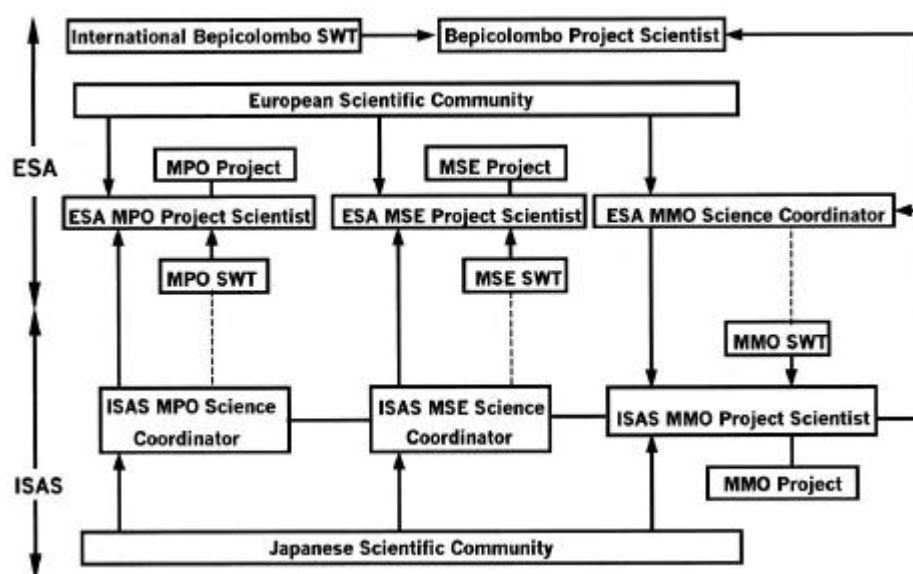 International Bepicolombo SWT
Bepicolombo Project Scientist
European Scientific Community
ESA
MPO Project
MSE Project
ESA MPO Project Scientist
ESA MSE Project Scientist
ESA MMO Science Coordinator
MPO SWT
MSE SWT
MMO SWT
ISAS MPO Science
Coordinator
ISAS MSE Science
Coordinator
ISAS MMO Project Scientist
ISAS
MMO Project
Japanese Scientific Community